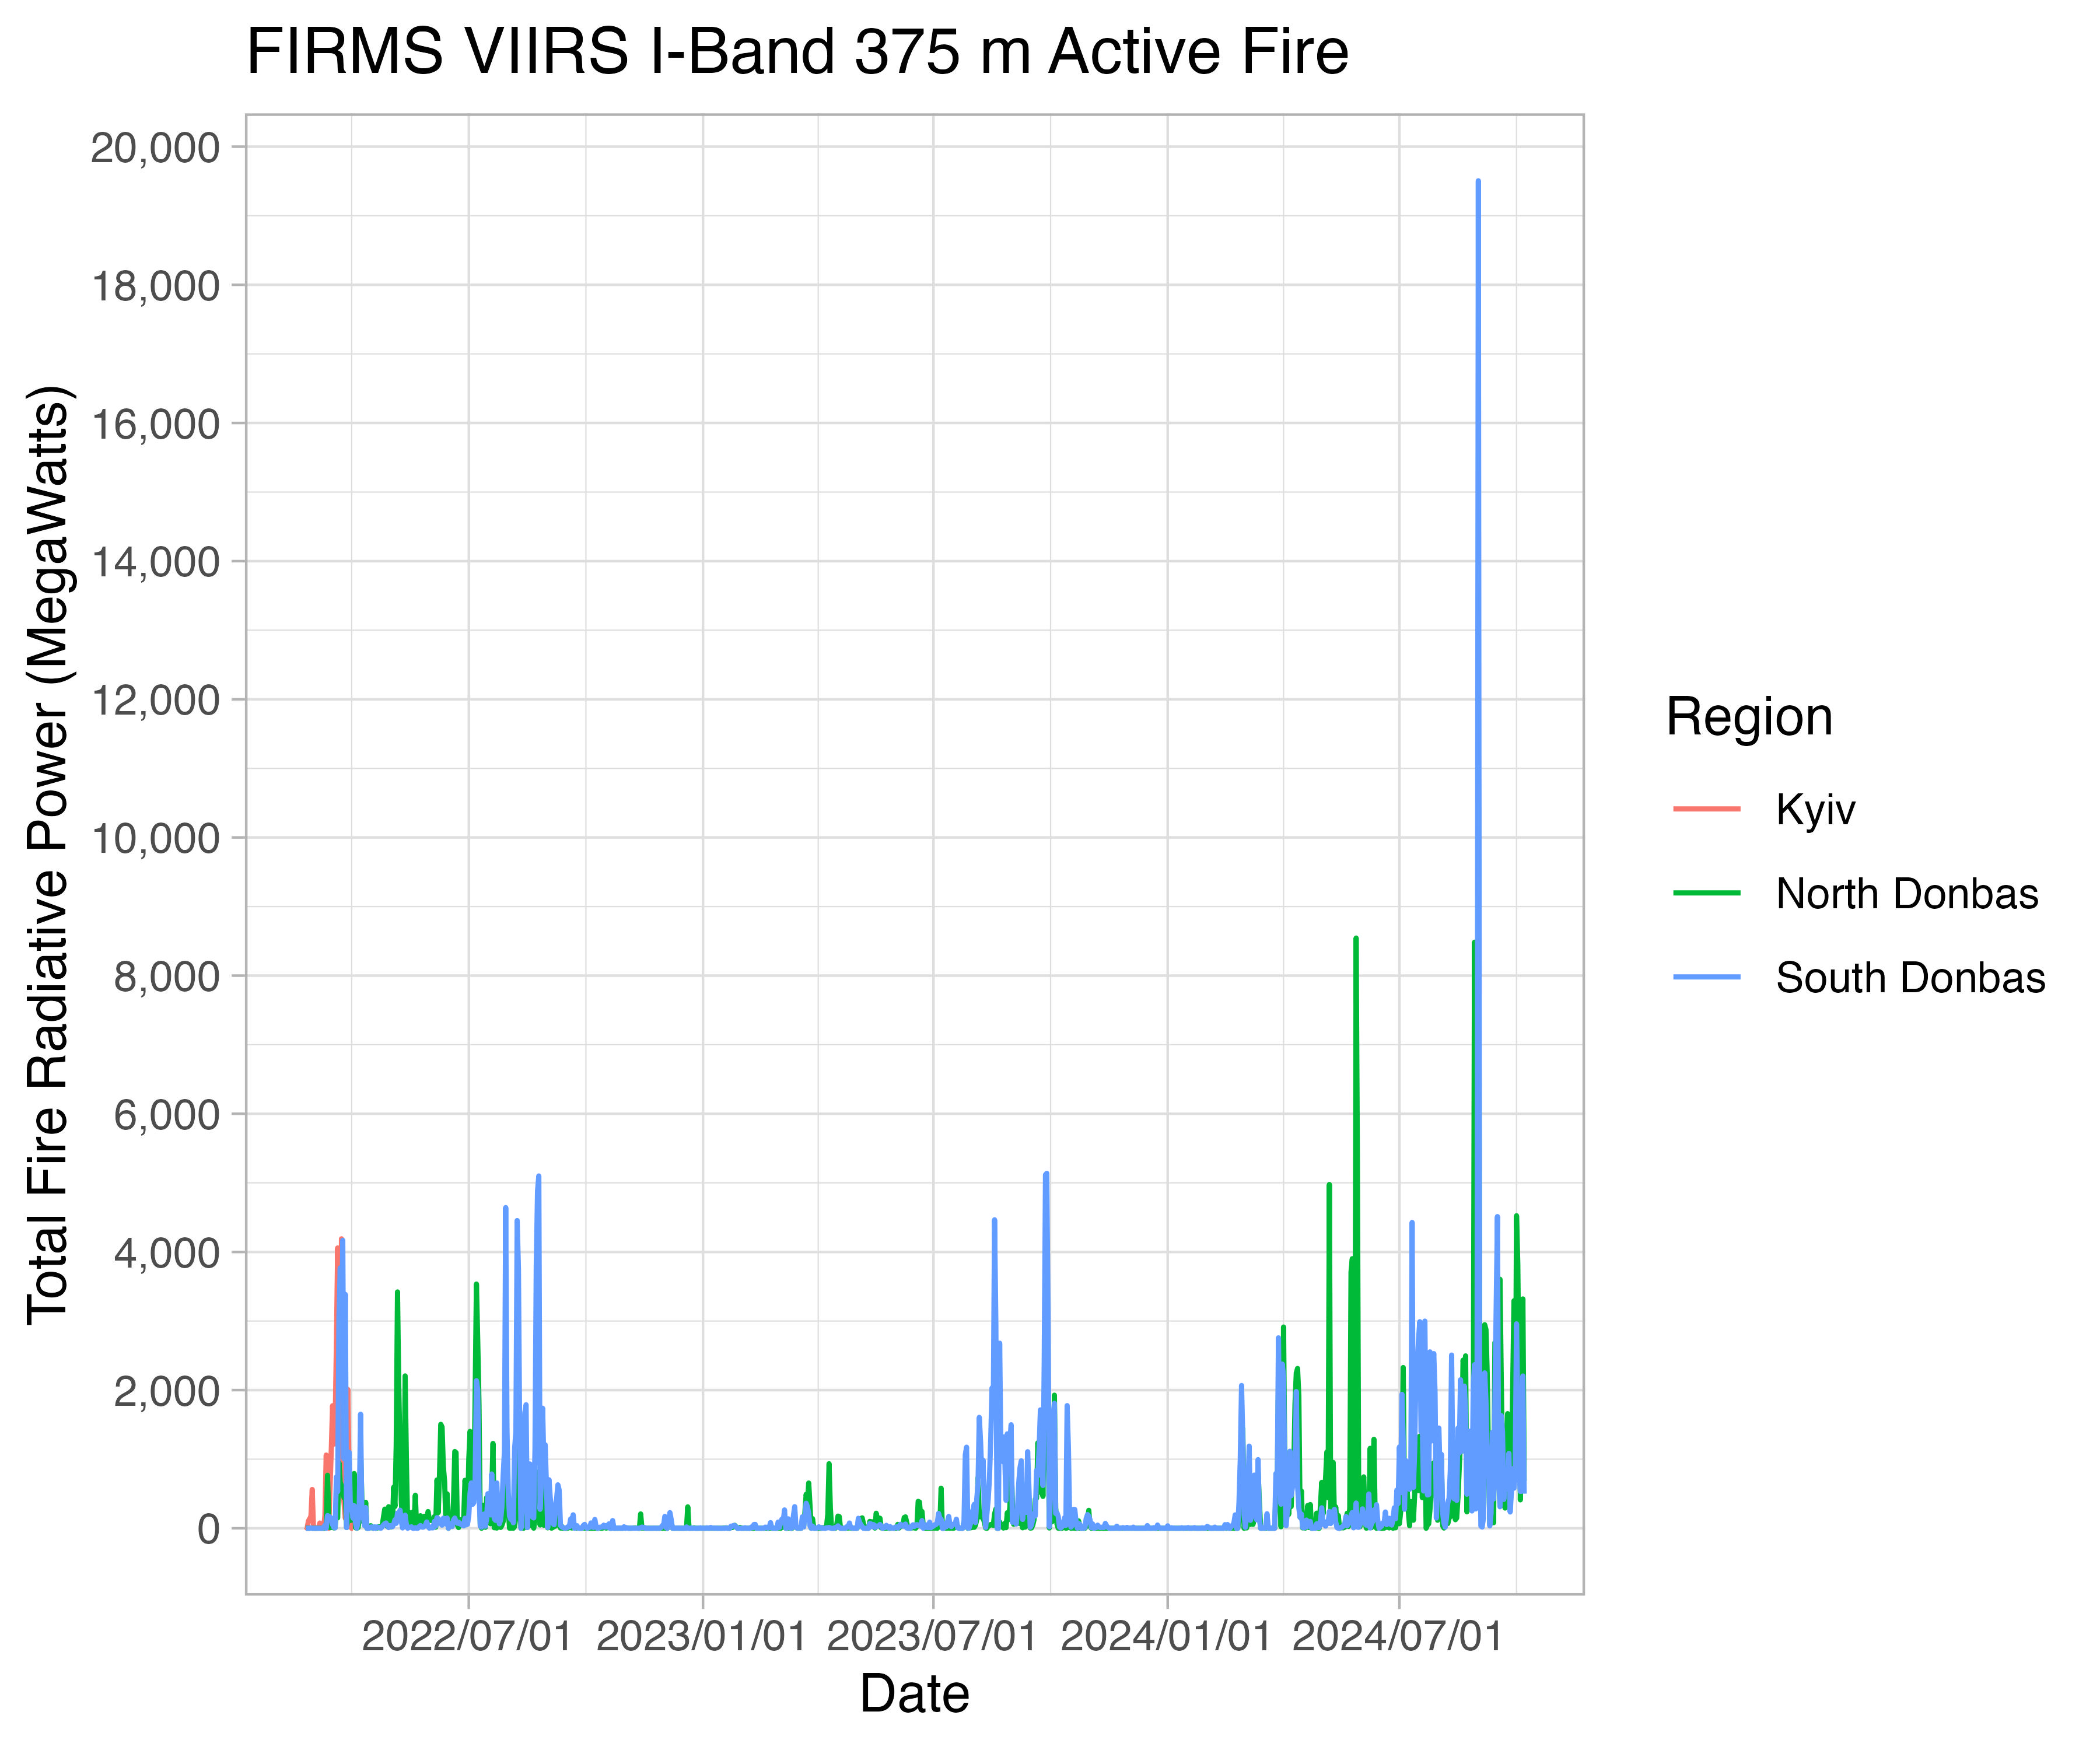 FIRMS VIIRS I-Band 375 m Active Fire
Total Fire Radiative Power (MegaWatts)
20,000
18,000
16,000
14,000
12,000
10,000
8,000
6,000
4,000
2,000
0
2022/07/01 2023/01/01 2023/07/01 2024/01/01 2024/07/01
Date
Region
Kyiv
North Donbas
South Donbas